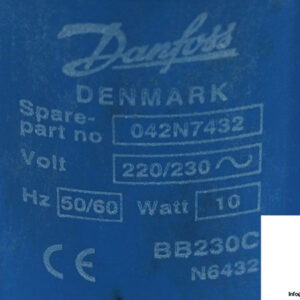 Danfoss
DENMARK
Spare-
part no 042N7432
Volt 220/230 ~
Hz 50/60 Watt 10
CE BB230C
N6432